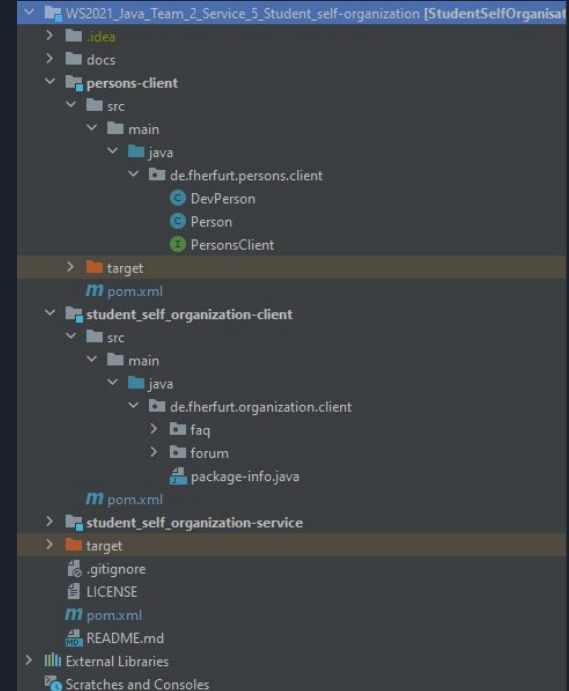 WS2021_Java_Team_2_Service_5_Student_self-organization [StudentSelfOrganisat
.idea
docs
persons-client
src
main
java
de.fherfurt.persons.client
DevPerson
Person
PersonsClient
target
pom.xml
student_self_organization-client
src
main
java
de.fherfurt.organization.client
faq
forum
package-info.java
pom.xml
student_self_organization-service
target
.gitignore
LICENSE
pom.xml
README.md
External Libraries
Scratches and Consoles